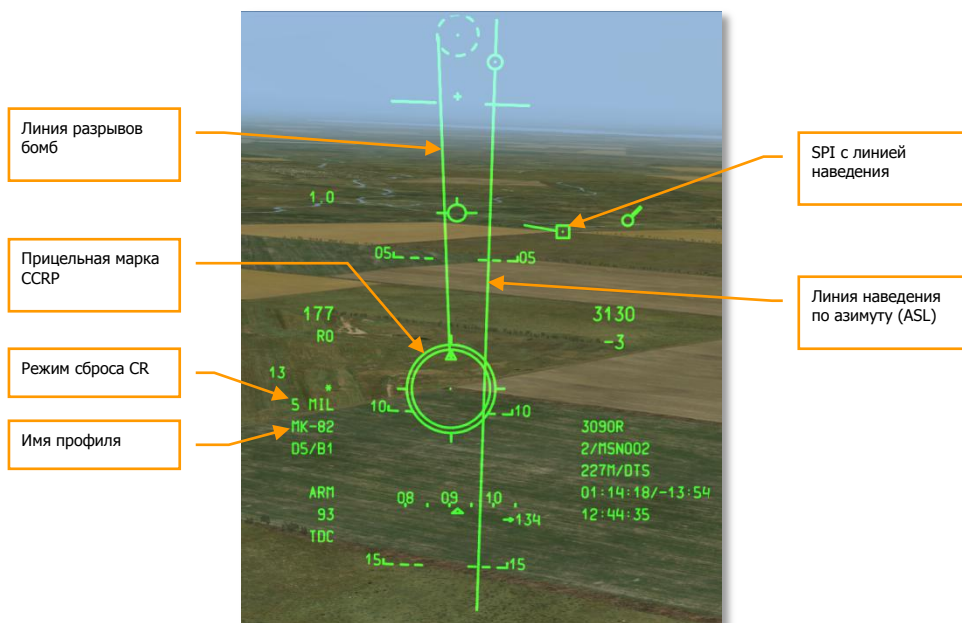 Линия разрывов
бомб
Прицельная марка
CCRP
Режим сброса CR
Имя профиля
1,0
05 05
177
RO
3130
-3
13
*
5 MIL
MK-82
D5/B1
10 10
3090R
2/MSN002
227M/DTS
01:14:18/-13:54
12:44:35
ARM
93
TDC
08 . 09 . 10 .
→134
15 15
SPI с линией
наведения
Линия наведения
по азимуту (ASL)